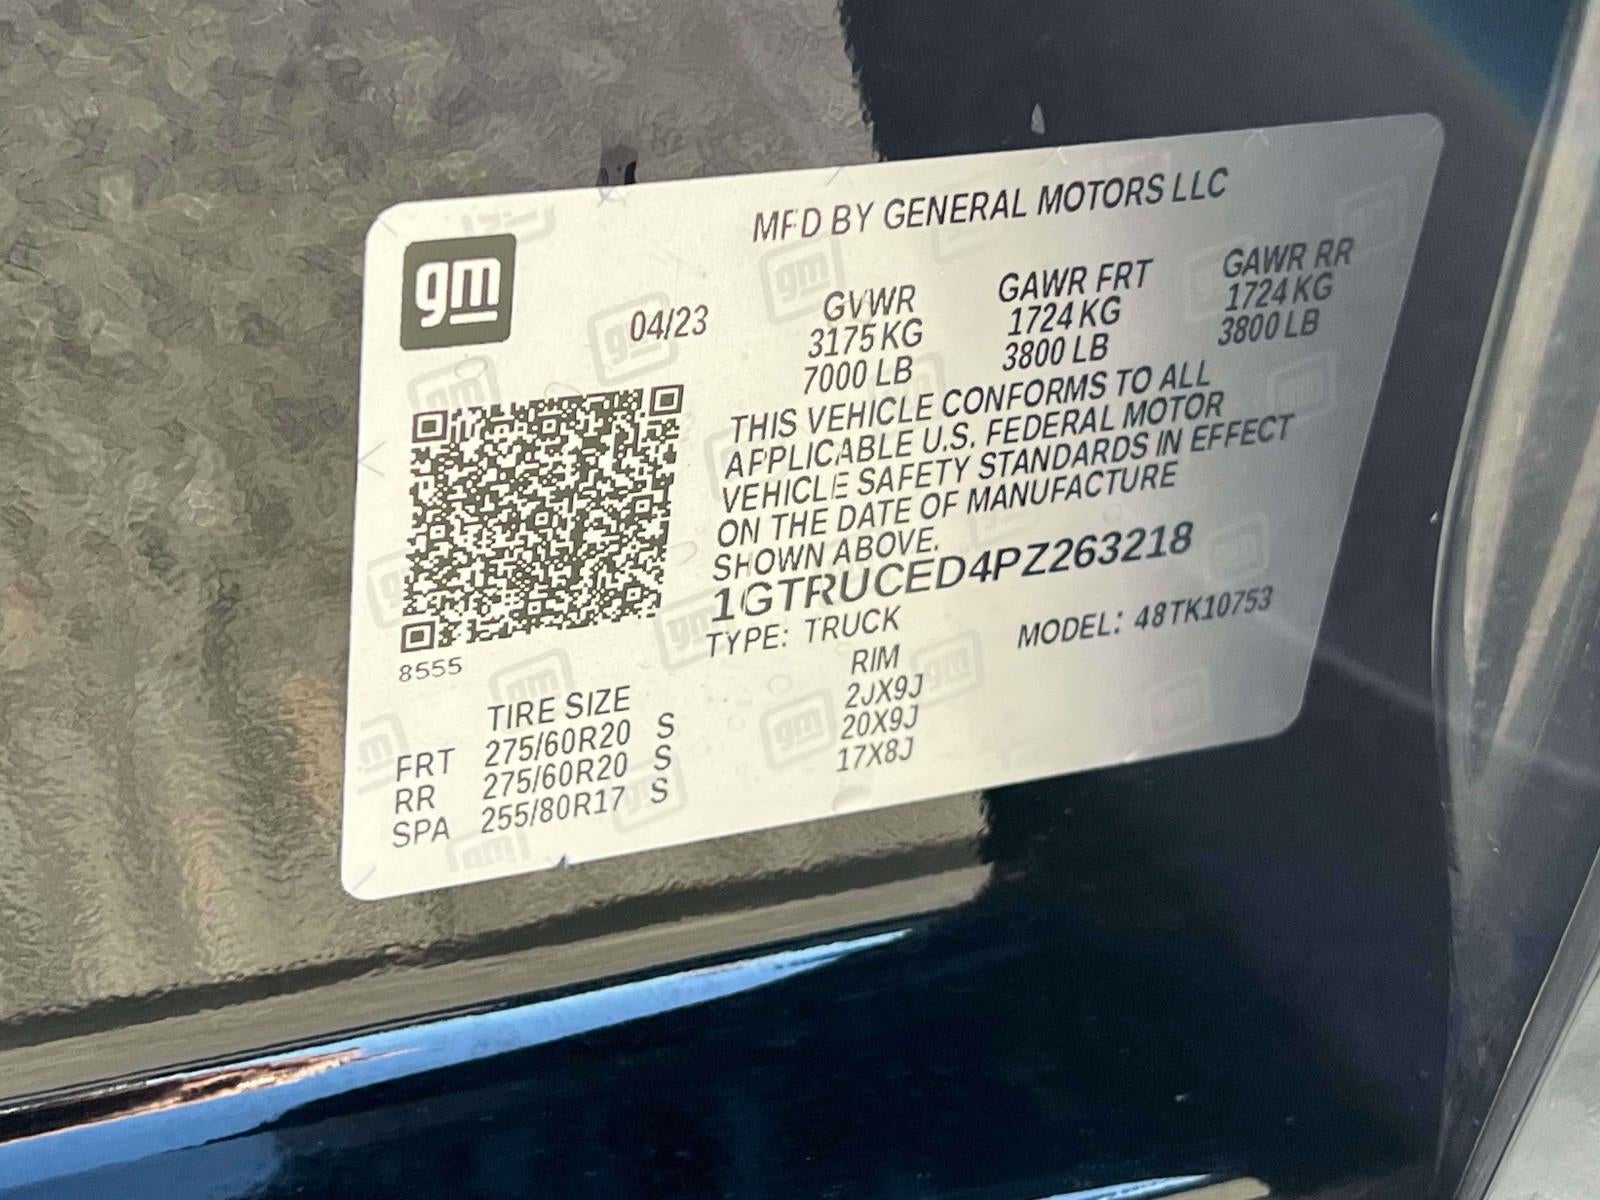 gm
MFD BY GENERAL MOTORS LLC
04/23
GVWR GAWR FRT GAWR RR
3175 KG 1724 KG 1724 KG
7000 LB 3800 LB 3800 LB
THIS VEHICLE CONFORMS TO ALL
APPLICABLE U.S. FEDERAL MOTOR
VEHICLE SAFETY STANDARDS IN EFFECT
ON THE DATE OF MANUFACTURE
SHOWN ABOVE.
1GTRUCED4PZ263218
TYPE: TRUCK MODEL: 48TK10753
8555
TIRE SIZE RIM
FRT 275/60R20 S 2JX9J
RR 275/60R20 S 20X9J
SPA 255/80R17 S 17X8J